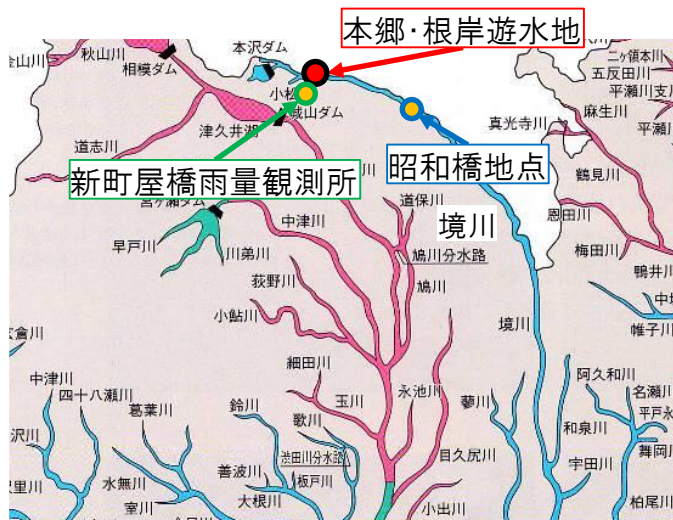 本郷･根岸遊水地
二ヶ領本川
秋山川
本沢ダム
五反田川
金山川
相模ダム
平瀬川支川
小松
麻生川
城山ダム
平瀬川
津久井湖
真光寺川
道志川
新町屋橋雨量観測所
昭和橋地点
鶴見川
宮ヶ瀬ダム
道保川
恩田川
中津川
境川
早戸川
川弟川
鳩川分水路
梅田川
荻野川
鳩川
鴨井川
小鮎川
境川
帷子川
細田川
阿久和川
中津川
玉川
永池川
名瀬川
四十八瀬川
鈴川
蓼川
葛葉川
歌川
和泉川
平戸永
渋田川分水路
目久尻川
舞岡川
善波川
宇田川
水無川
板戸川
室川
大根川
小出川
柏尾川